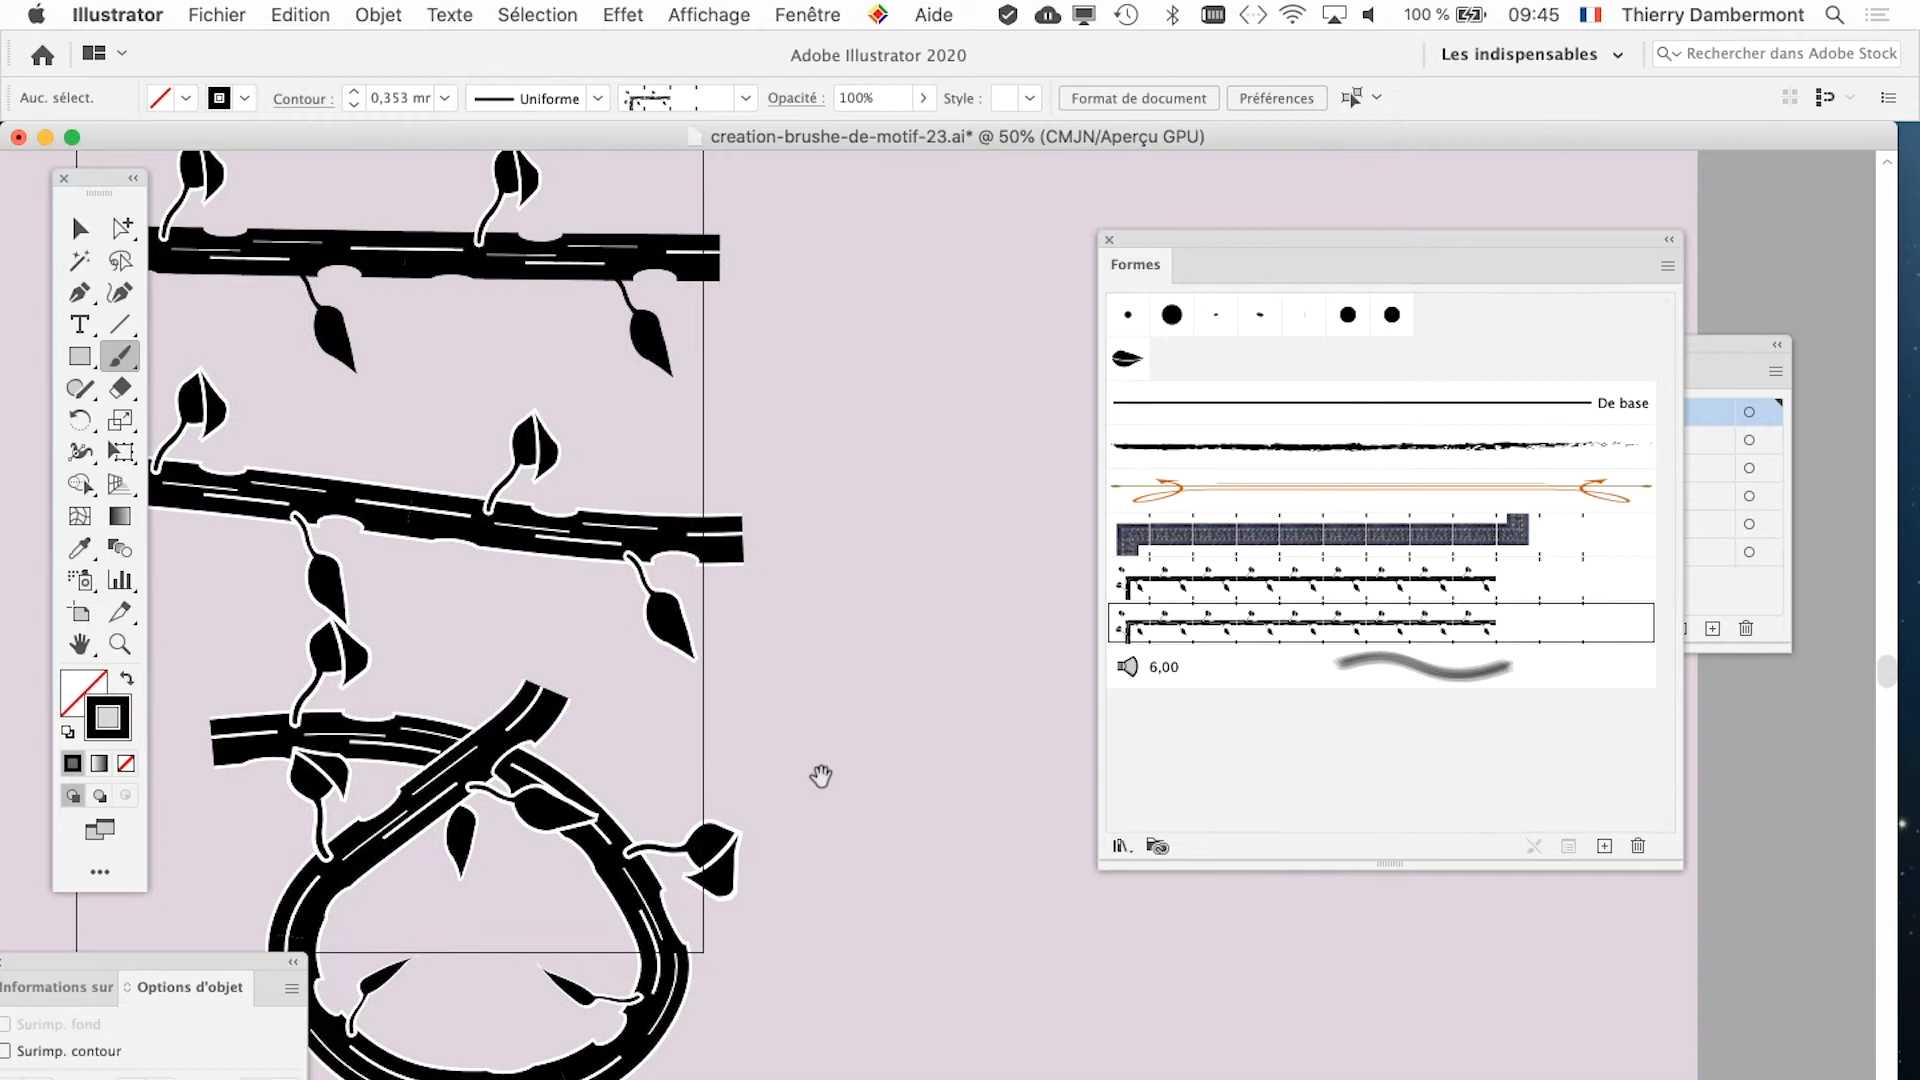 Illustrator Fichier Edition Objet Texte Sélection Effet Affichage Fenêtre Aide 100 % 09:45 Thierry Dambermont
Adobe Illustrator 2020 Les indispensables Rechercher dans Adobe Stock
Auc. sélect. Contour : 0,353 mr Uniforme Opacité : 100% Style : Format de document Préférences
creation-brushe-de-motif-23.ai* @ 50% (CMJN/Aperçu GPU)
Formes
De base
6,00
Informations sur Options d'objet
Surimp. fond
Surimp. contour